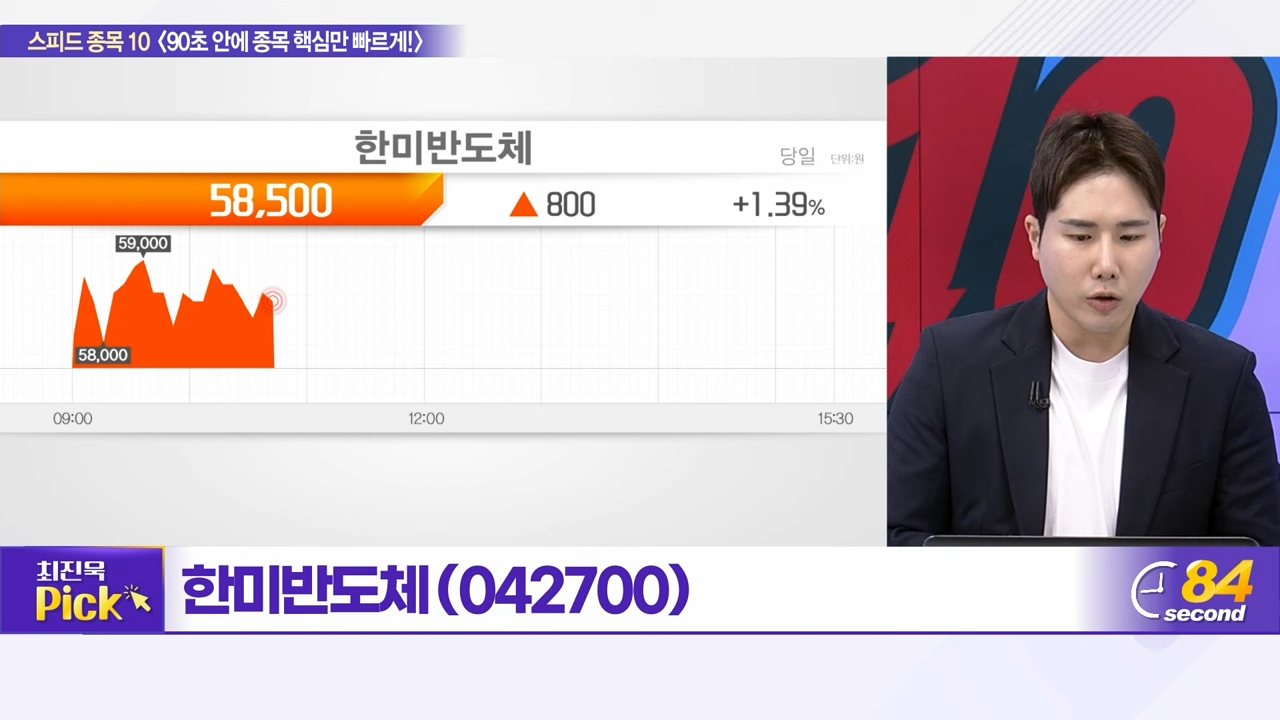 스피드 종목 10 〈90초 안에 종목 핵심만 빠르게!〉
한미반도체
당일 단위:원
58,500 ▲ 800 +1.39%
59,000
58,000
09:00 12:00 15:30
10
최진욱
Pick
한미반도체(042700)
84
second